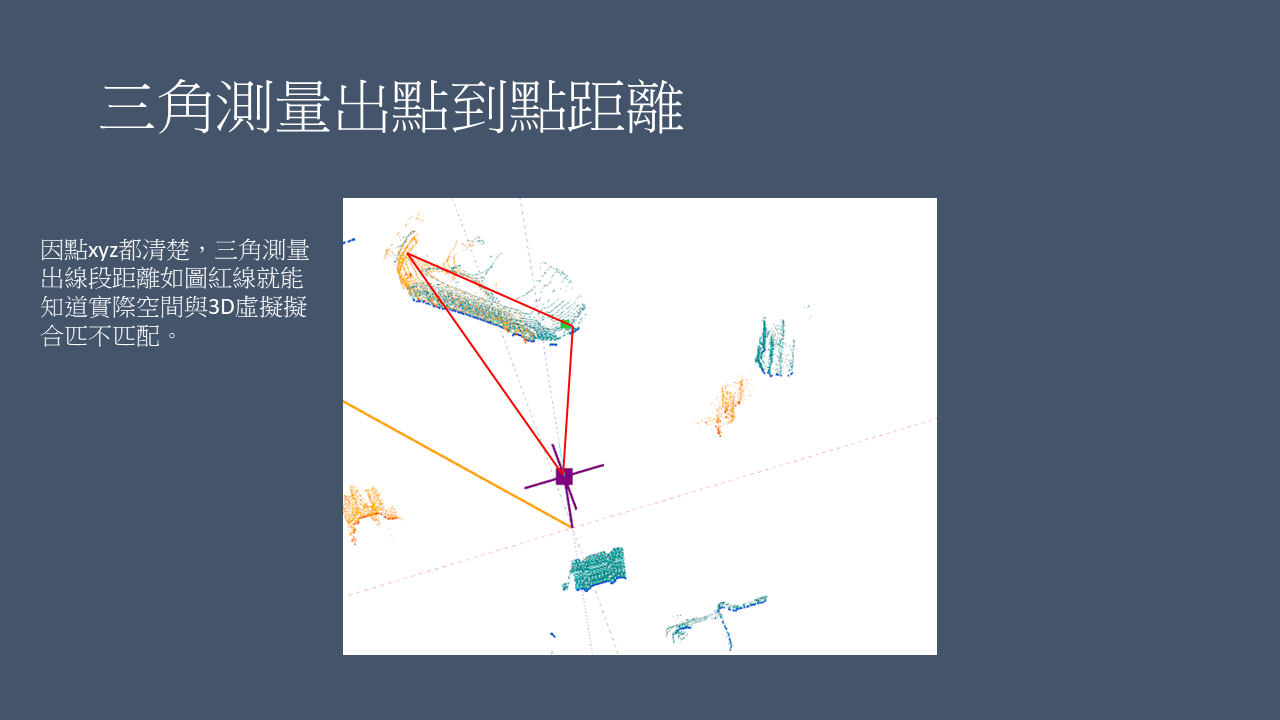 三角測量出點到點距離
因點xyz都清楚，三角測量
出線段距離如圖紅線就能
知道實際空間與3D虛擬擬
合匹不匹配。